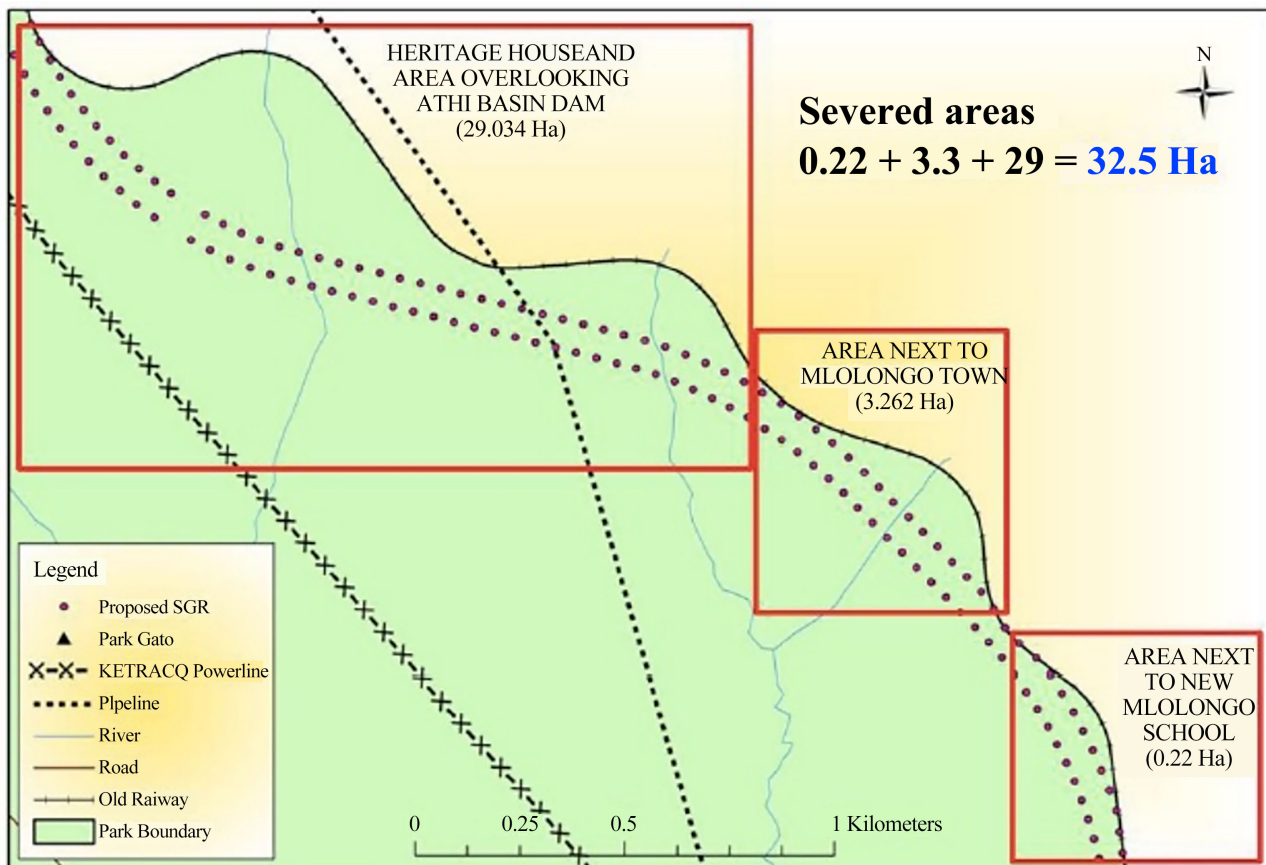 HERITAGE HOUSEAND
AREA OVERLOOKING
ATHI BASIN DAM
(29.034 Ha)
N
Severed areas
0.22 + 3.3 + 29 = 32.5 Ha
AREA NEXT TO
MLOLONGO TOWN
(3.262 Ha)
AREA NEXT
TO NEW
MLOLONGO
SCHOOL
(0.22 Ha)
Legend
Proposed SGR
Park Gato
KETRACQ Powerline
Plpeline
River
Road
Old Raiway
Park Boundary
0 0.25 0.5 1 Kilometers